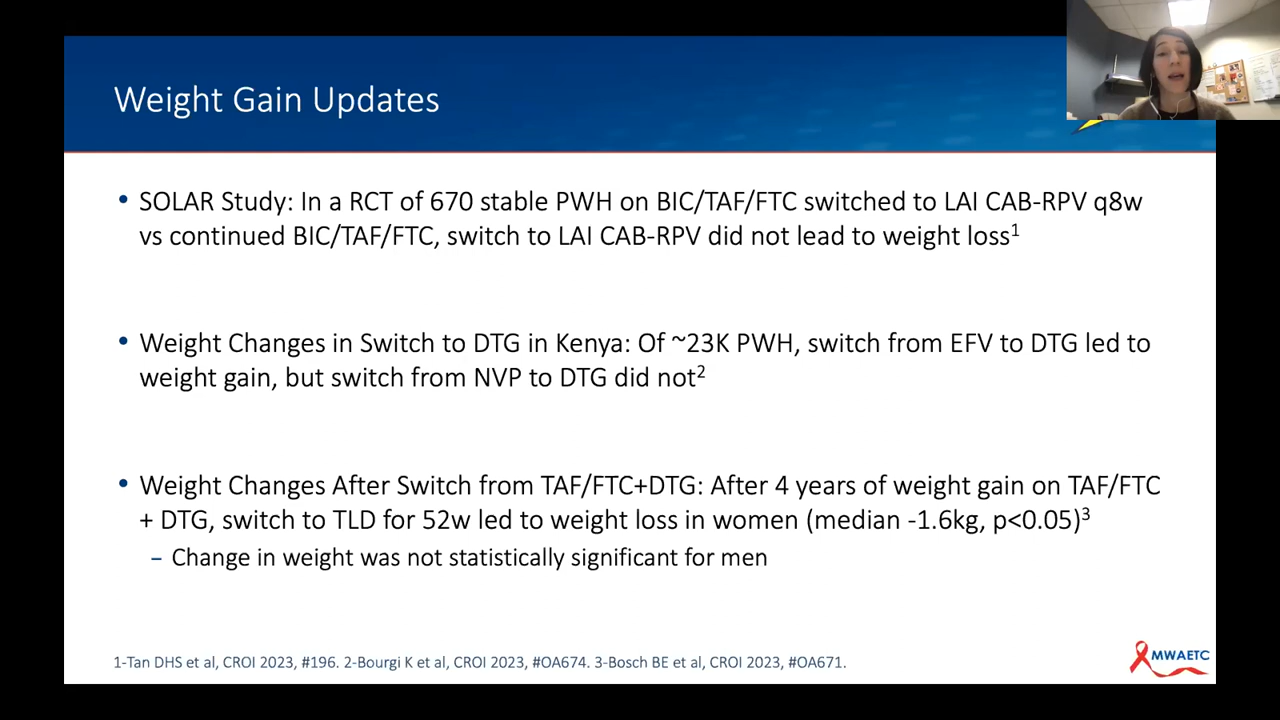 Weight Gain Updates
• SOLAR Study: In a RCT of 670 stable PWH on BIC/TAF/FTC switched to LAI CAB-RPV q8w
vs continued BIC/TAF/FTC, switch to LAI CAB-RPV did not lead to weight loss¹
• Weight Changes in Switch to DTG in Kenya: Of ~23K PWH, switch from EFV to DTG led to
weight gain, but switch from NVP to DTG did not²
• Weight Changes After Switch from TAF/FTC+DTG: After 4 years of weight gain on TAF/FTC
+ DTG, switch to TLD for 52w led to weight loss in women (median -1.6kg, p<0.05)³
– Change in weight was not statistically significant for men
1-Tan DHS et al, CROI 2023, #196. 2-Bourgi K et al, CROI 2023, #OA674. 3-Bosch BE et al, CROI 2023, #OA671.
MWAETC